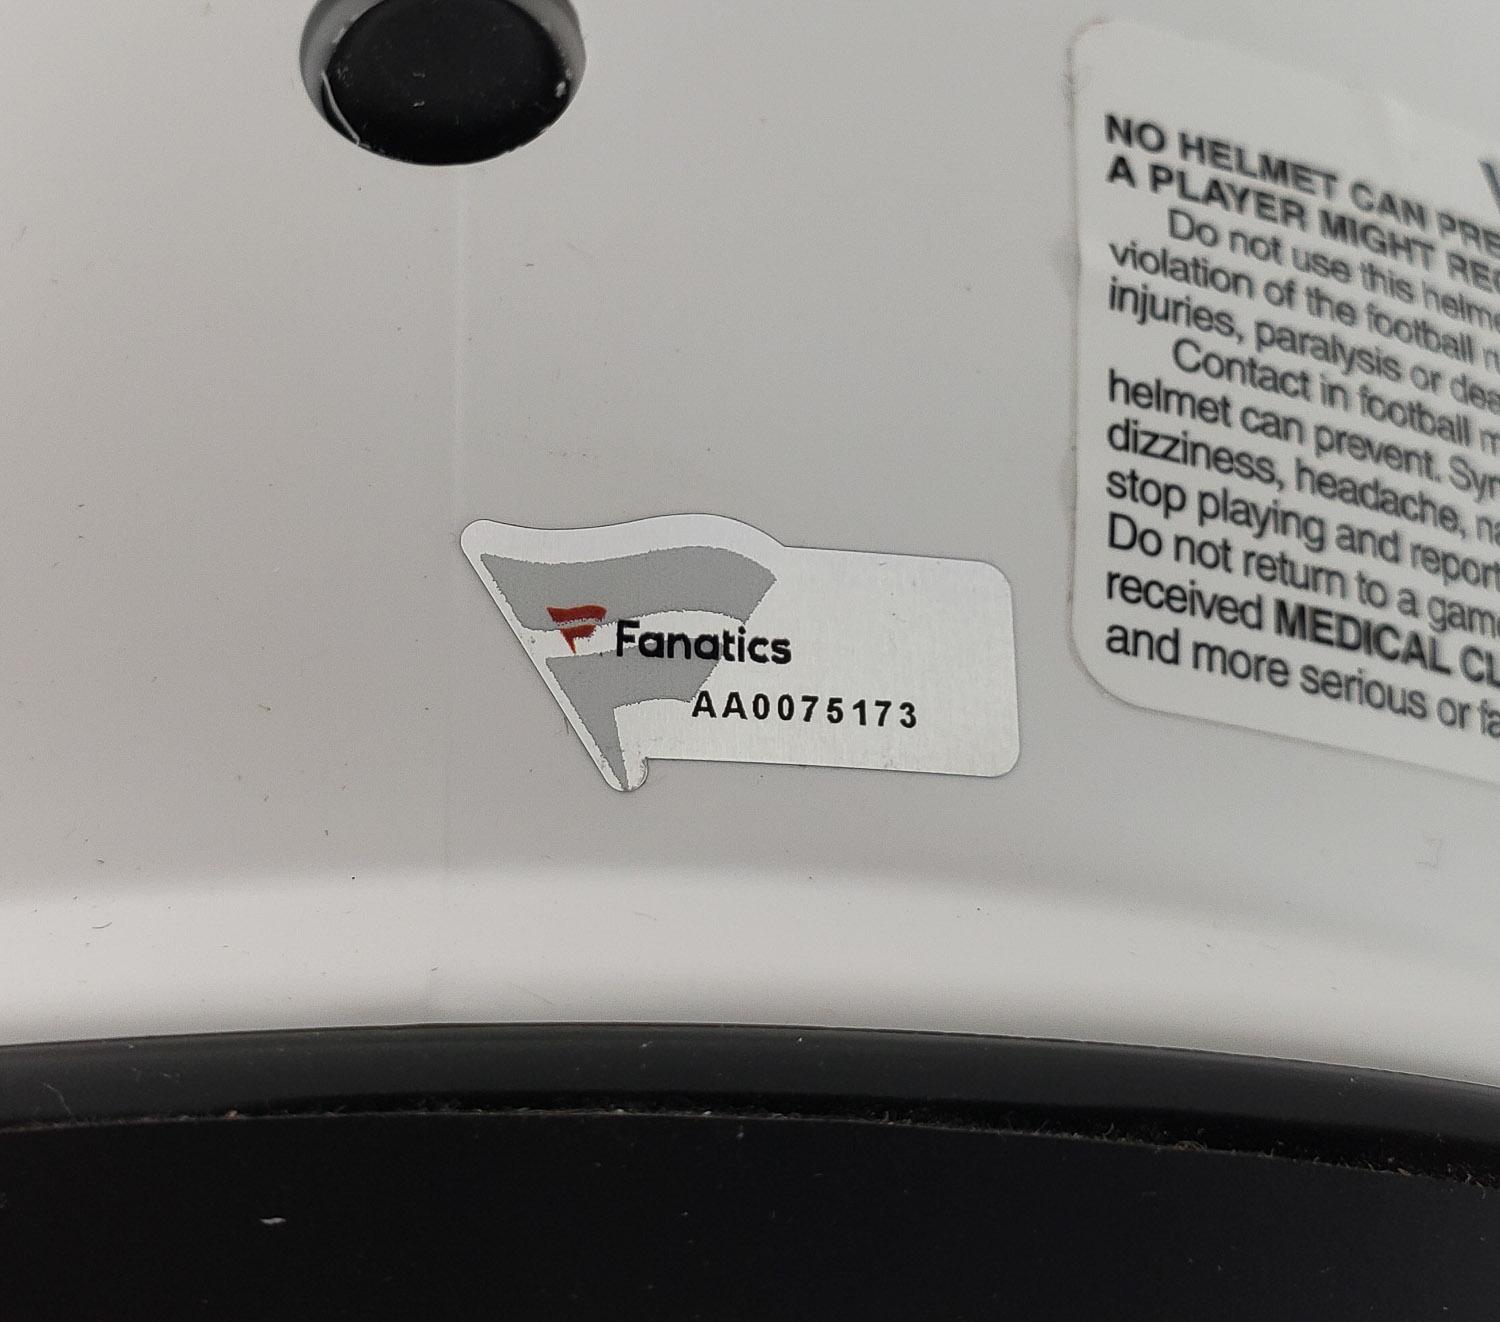 Fanatics
AA0075173
NO HELMET CAN
A PLAYER MIGHT
Do not use this
violation of the football
injuries, paralysis or
Contact in football
helmet can prevent.
dizziness, headache,
stop playing and report
Do not return to a game
received MEDICAL
and more serious or